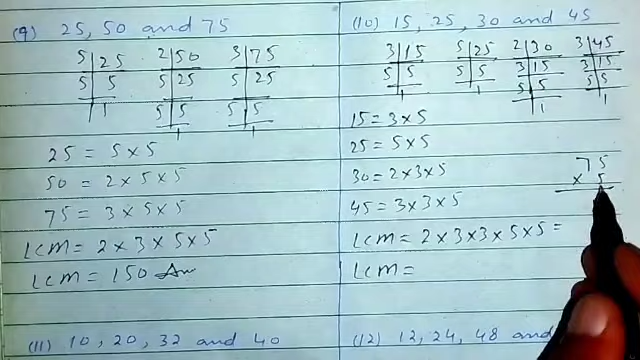 (9) 25, 50 and 75
5 | 25
5 | 5
1
2 | 50
5 | 25
5 | 5
1
3 | 75
5 | 25
5 | 5
1
25 = 5 × 5
50 = 2 × 5 × 5
75 = 3 × 5 × 5
LCM = 2 × 3 × 5 × 5
LCM = 150 Ans
(10) 15, 25, 30 and 45
3 | 15
5 | 5
1
5 | 25
5 | 5
1
2 | 30
3 | 15
5 | 5
1
3 | 45
3 | 15
5 | 5
1
15 = 3 × 5
25 = 5 × 5
30 = 2 × 3 × 5
45 = 3 × 3 × 5
75
× 5
LCM = 2 × 3 × 3 × 5 × 5 =
LCM =
(11) 10, 20, 32 and 40
(12) 12, 24, 48 and